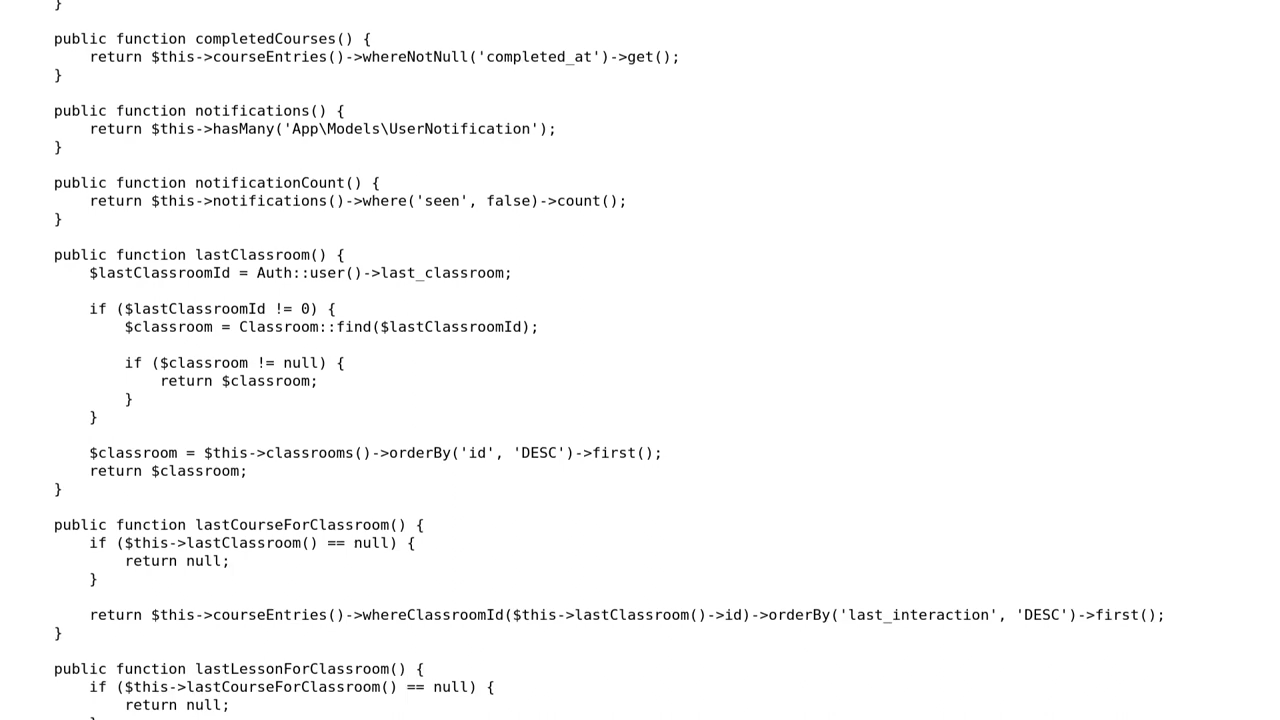 }
public function completedCourses() {
return $this->courseEntries()->whereNotNull('completed_at')->get();
}
public function notifications() {
return $this->hasMany('App\Models\UserNotification');
}
public function notificationCount() {
return $this->notifications()->where('seen', false)->count();
}
public function lastClassroom() {
$lastClassroomId = Auth::user()->last_classroom;
if ($lastClassroomId != 0) {
$classroom = Classroom::find($lastClassroomId);
if ($classroom != null) {
return $classroom;
}
}
$classroom = $this->classrooms()->orderBy('id', 'DESC')->first();
return $classroom;
}
public function lastCourseForClassroom() {
if ($this->lastClassroom() == null) {
return null;
}
return $this->courseEntries()->whereClassroomId($this->lastClassroom()->id)->orderBy('last_interaction', 'DESC')->first();
}
public function lastLessonForClassroom() {
if ($this->lastCourseForClassroom() == null) {
return null;
}